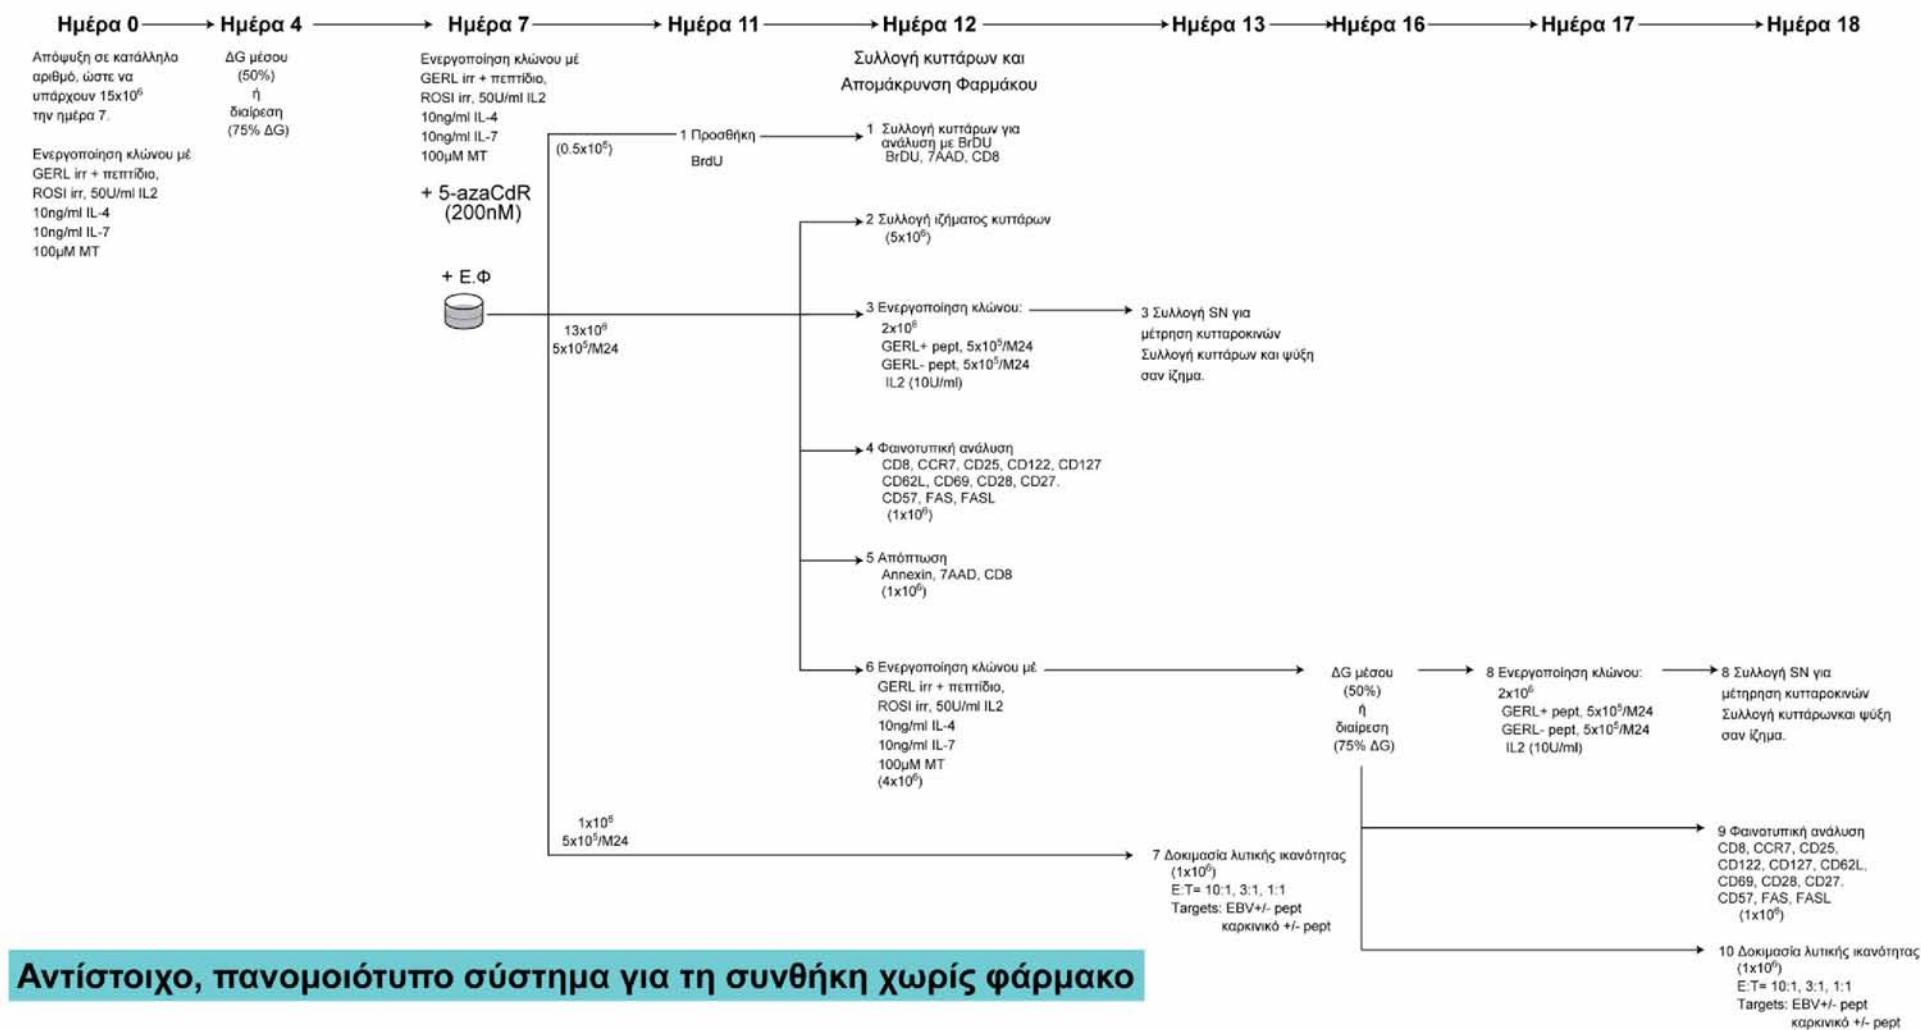 Ημέρα 0 Ημέρα 4 Ημέρα 7 Ημέρα 11 Ημέρα 12 Ημέρα 13 Ημέρα 16 Ημέρα 17 Ημέρα 18
Απόψυξη σε κατάλληλο
αριθμό, ώστε να
υπάρχουν 15x10⁶
την ημέρα 7.
Ενεργοποίηση κλώνου μέ
GERL irr + πεπτίδιο,
ROSI irr, 50U/ml IL2
10ng/ml IL-4
10ng/ml IL-7
100μM MT
ΔG μέσου
(50%)
ή
διαίρεση
(75% ΔG)
Ενεργοποίηση κλώνου μέ
GERL irr + πεπτίδιο,
ROSI irr, 50U/ml IL2
10ng/ml IL-4
10ng/ml IL-7
100μM MT
+ 5-azaCdR
(200nM)
+ Ε.Φ
(0.5x10⁶)
13x10⁶
5x10⁵/M24
1x10⁶
5x10⁵/M24
1 Προσθήκη
BrdU
Συλλογή κυττάρων και
Απομάκρυνση Φαρμάκου
1 Συλλογή κυττάρων για
ανάλυση με BrDU
BrDU, 7AAD, CD8
2 Συλλογή ιζήματος κυττάρων
(5x10⁶)
3 Ενεργοποίηση κλώνου:
2x10⁶
GERL+ pept, 5x10⁵/M24
GERL- pept, 5x10⁵/M24
IL2 (10U/ml)
3 Συλλογή SN για
μέτρηση κυτταροκινών
Συλλογή κυττάρων και ψύξη
σαν ίζημα.
4 Φαινοτυπική ανάλυση
CD8, CCR7, CD25, CD122, CD127
CD62L, CD69, CD28, CD27.
CD57, FAS, FASL
(1x10⁶)
5 Απόπτωση
Annexin, 7AAD, CD8
(1x10⁶)
6 Ενεργοποίηση κλώνου μέ
GERL irr + πεπτίδιο,
ROSI irr, 50U/ml IL2
10ng/ml IL-4
10ng/ml IL-7
100μM MT
(4x10⁶)
ΔG μέσου
(50%)
ή
διαίρεση
(75% ΔG)
8 Ενεργοποίηση κλώνου:
2x10⁶
GERL+ pept, 5x10⁵/M24
GERL- pept, 5x10⁵/M24
IL2 (10U/ml)
8 Συλλογή SN για
μέτηρηση κυτταροκινών
Συλλογή κυττάρωνκαι ψύξη
σαν ίζημα.
7 Δοκιμασία λυτικής ικανότητας
(1x10⁶)
E:T= 10:1, 3:1, 1:1
Targets: EBV+/- pept
καρκινικό +/- pept
9 Φαινοτυπική ανάλυση
CD8, CCR7, CD25,
CD122, CD127, CD62L,
CD69, CD28, CD27.
CD57, FAS, FASL
(1x10⁶)
10 Δοκιμασία λυτικής ικανότητας
(1x10⁶)
E:T= 10:1, 3:1, 1:1
Targets: EBV+/- pept
καρκινικό +/- pept
Αντίστοιχο, πανομοιότυπο σύστημα για τη συνθήκη χωρίς φάρμακο